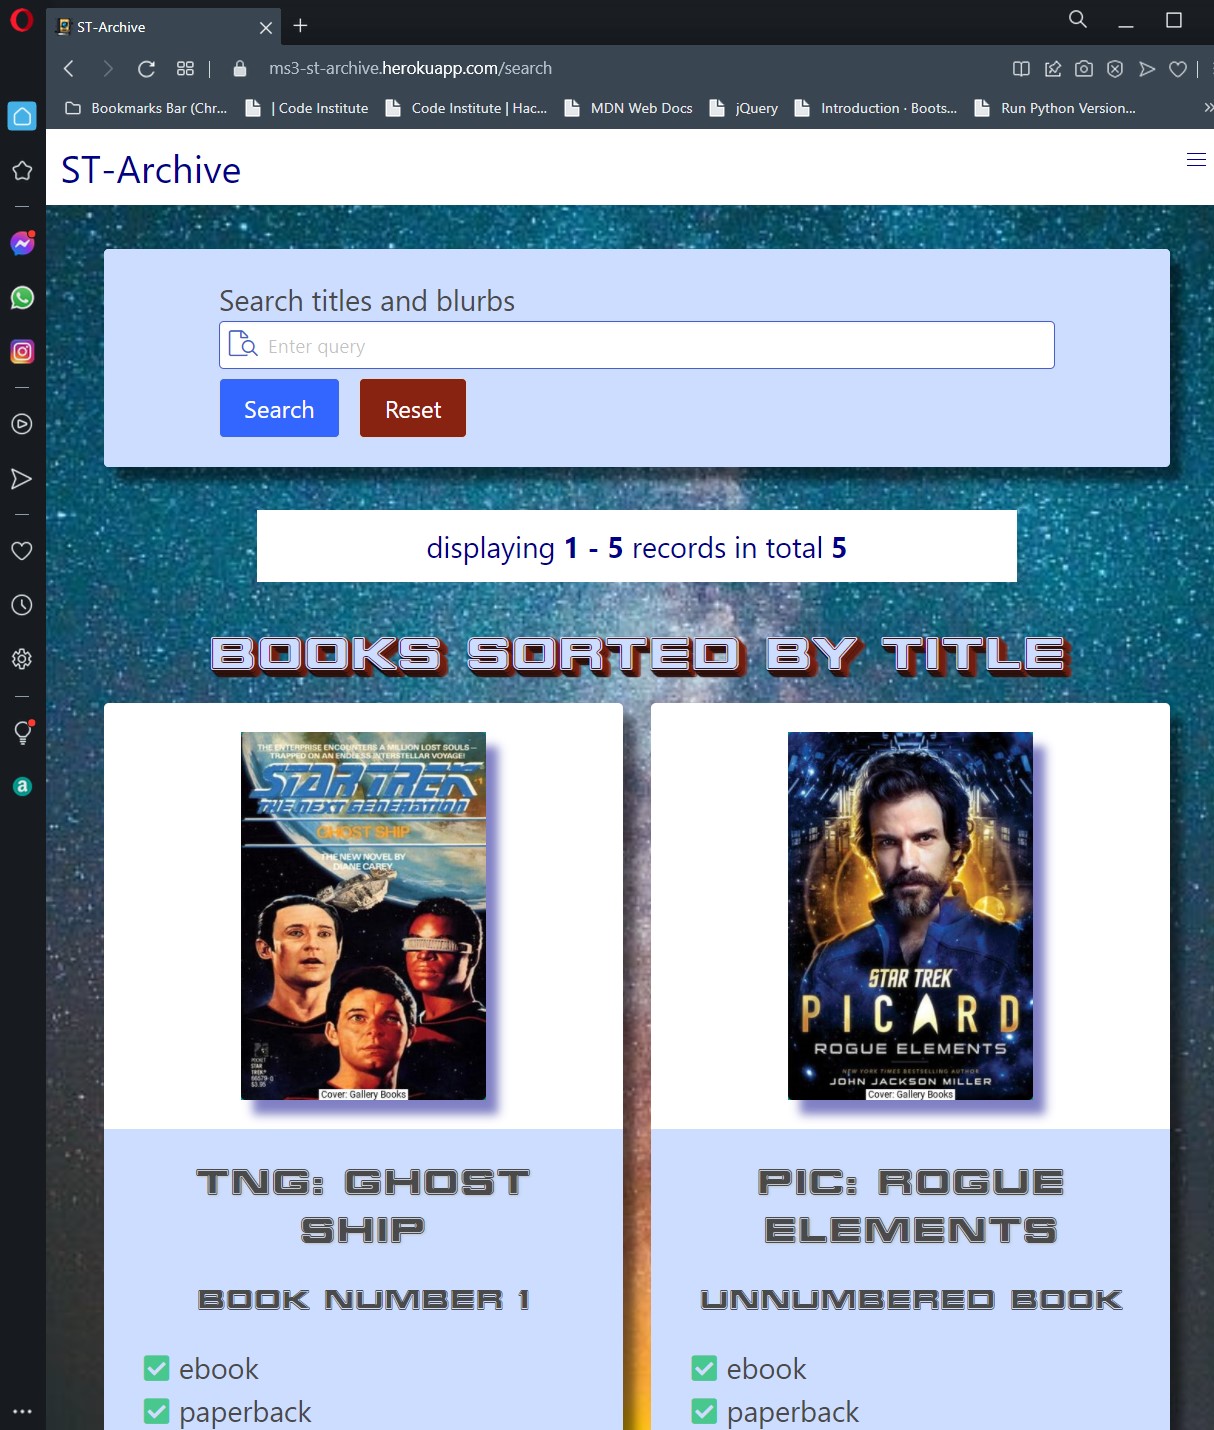 ST-Archive
ms3-st-archive.herokuapp.com/search
Bookmarks Bar (Chr...
| Code Institute
Code Institute | Hac...
MDN Web Docs
jQuery
Introduction · Boots...
Run Python Version...
ST-Archive
Search titles and blurbs
Enter query
Search
Reset
displaying 1 - 5 records in total 5
BOOKS SORTED BY TITLE
THE ENTERPRISE ENCOUNTERS A MILLION LOST SOULS—
TRAPPED ON AN ENDLESS INTERSTELLAR VOYAGE!
STAR TREK
THE NEXT GENERATION
GHOST SHIP
THE NEW NOVEL BY
DIANE CAREY
POCKET
STAR
TREK
$3.95
Cover: Gallery Books
STAR TREK
PICARD
ROGUE ELEMENTS
NEW YORK TIMES BESTSELLING AUTHOR
JOHN JACKSON MILLER
Cover: Gallery Books
TNG: GHOST
SHIP
BOOK NUMBER 1
ebook
paperback
PIC: ROGUE
ELEMENTS
UNNUMBERED BOOK
ebook
paperback